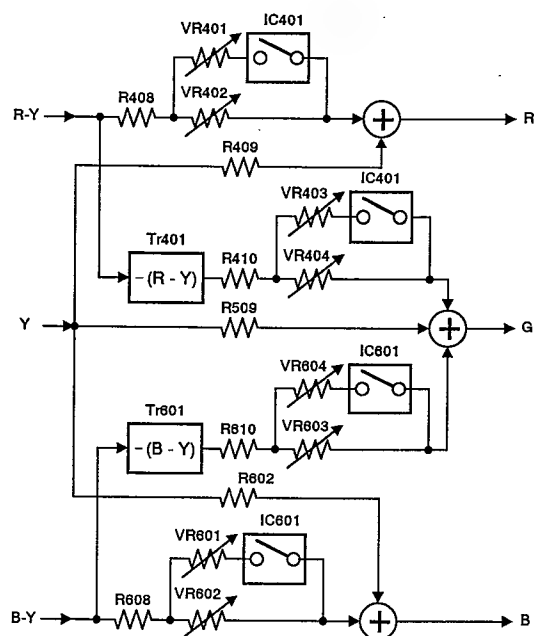 VR401
IC401
R408
VR402
R-Y
+
R
R409
VR403
IC401
Tr401
-(R - Y)
R410
VR404
Y
R509
+
G
VR604
IC601
Tr601
-(B - Y)
R610
VR603
R602
VR601
IC601
B-Y
R608
VR602
+
B